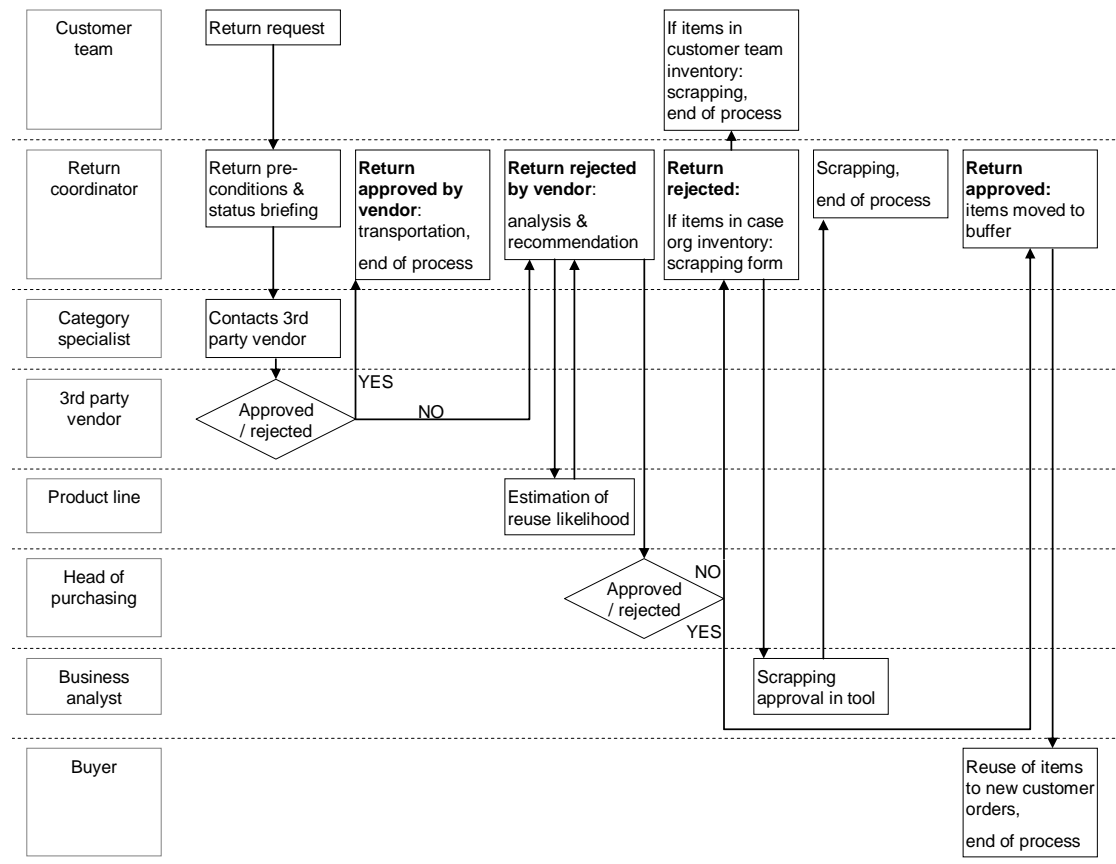 Customer
team
Return request
If items in
customer team
inventory:
scrapping,
end of process
Return
coordinator
Return pre-
conditions &
status briefing
Return
approved by
vendor:
transportation,
end of process
Return rejected
by vendor:
analysis &
recommendation
Return
rejected:
If items in case
org inventory:
scrapping form
Scrapping,
end of process
Return
approved:
items moved to
buffer
Category
specialist
Contacts 3rd
party vendor
3rd party
vendor
Approved
/ rejected
YES
NO
Product line
Estimation of
reuse likelihood
Head of
purchasing
Approved
/ rejected
NO
YES
Business
analyst
Scrapping
approval in tool
Buyer
Reuse of items
to new customer
orders,
end of process